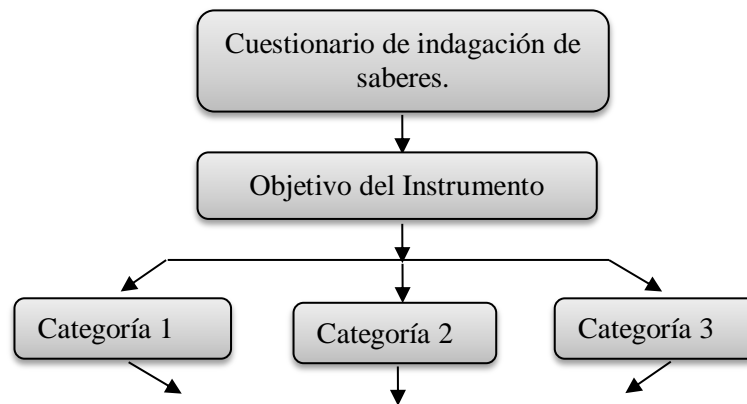 Cuestionario de indagación de
saberes.
Objetivo del Instrumento
Categoría 1
Categoría 2
Categoría 3